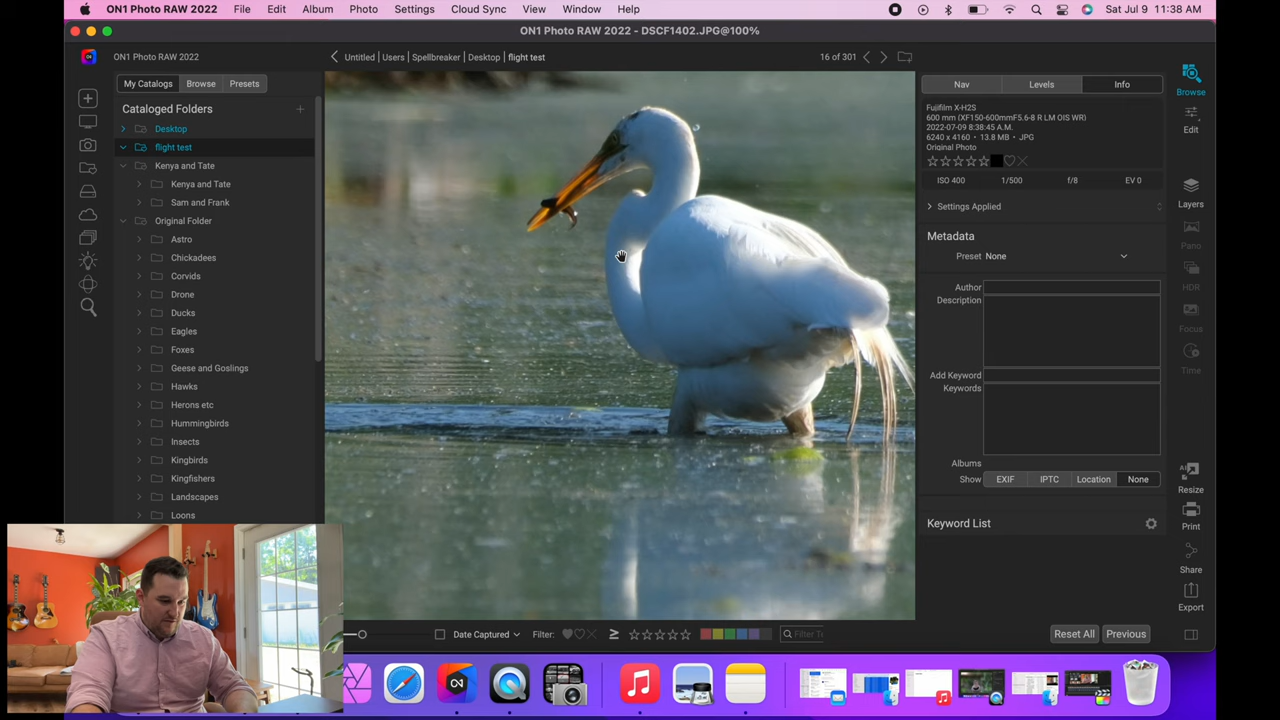 ON1 Photo RAW 2022 File Edit Album Photo Settings Cloud Sync View Window Help Sat Jul 9 11:38 AM
ON1 Photo RAW 2022 - DSCF1402.JPG@100%
ON1 Photo RAW 2022
Untitled | Users | Spellbreaker | Desktop | flight test
16 of 301
My Catalogs Browse Presets
Nav Levels Info
Browse
Cataloged Folders
Desktop
flight test
Kenya and Tate
Kenya and Tate
Sam and Frank
Original Folder
Astro
Chickadees
Corvids
Drone
Ducks
Eagles
Foxes
Geese and Goslings
Hawks
Herons etc
Hummingbirds
Insects
Kingbirds
Kingfishers
Landscapes
Loons
Fujifilm X-H2S
600 mm (XF150-600mmF5.6-8 R LM OIS WR)
2022-07-09 8:38:45 A.M.
6240 x 4160 • 13.8 MB • JPG
Original Photo
ISO 400 1/500 f/8 EV 0
Settings Applied
Metadata
Preset None
Author
Description
Add Keyword
Keywords
Albums
Show EXIF IPTC Location None
Keyword List
Edit
Layers
Pano
HDR
Focus
Time
Resize
Print
Share
Export
Date Captured Filter: Filter
Reset All Previous